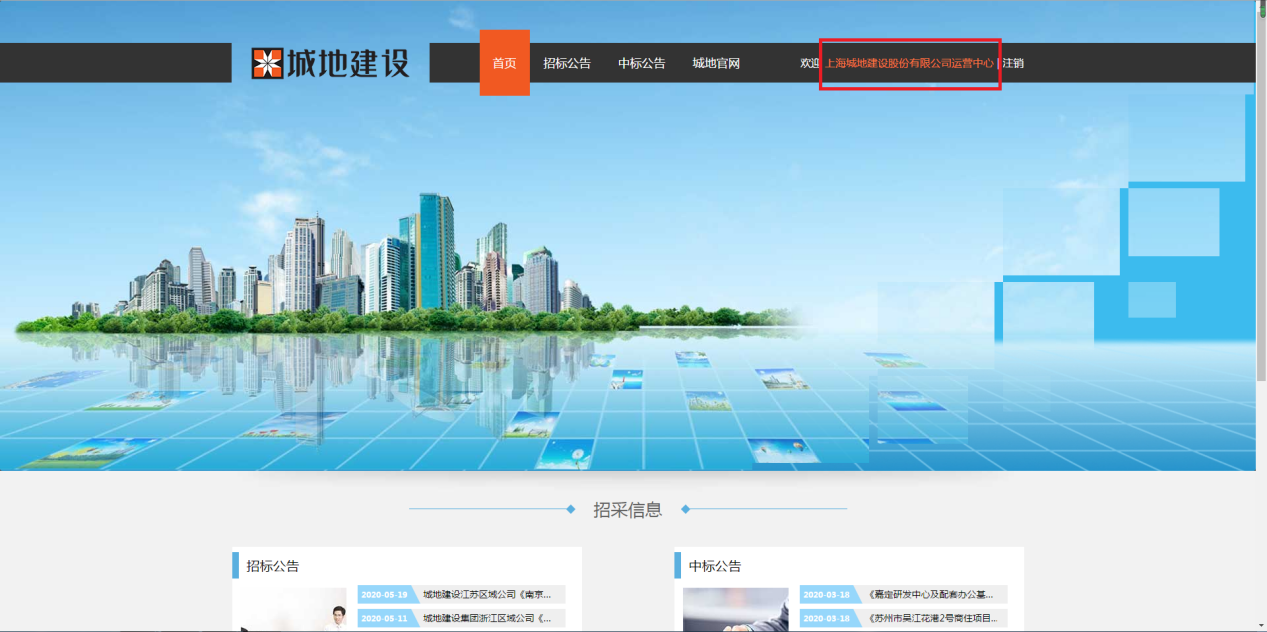 城地建设
首页 招标公告 中标公告 城地官网 欢迎 上海城地建设股份有限公司运营中心 | 注销
招采信息
招标公告
2020-05-19 城地建设江苏区域公司《南京...
2020-05-11 城地建设集团浙江区域公司《...
中标公告
2020-03-18 《嘉定研发中心及配套办公基...
2020-03-18 《苏州市吴江花港2号商住项目...